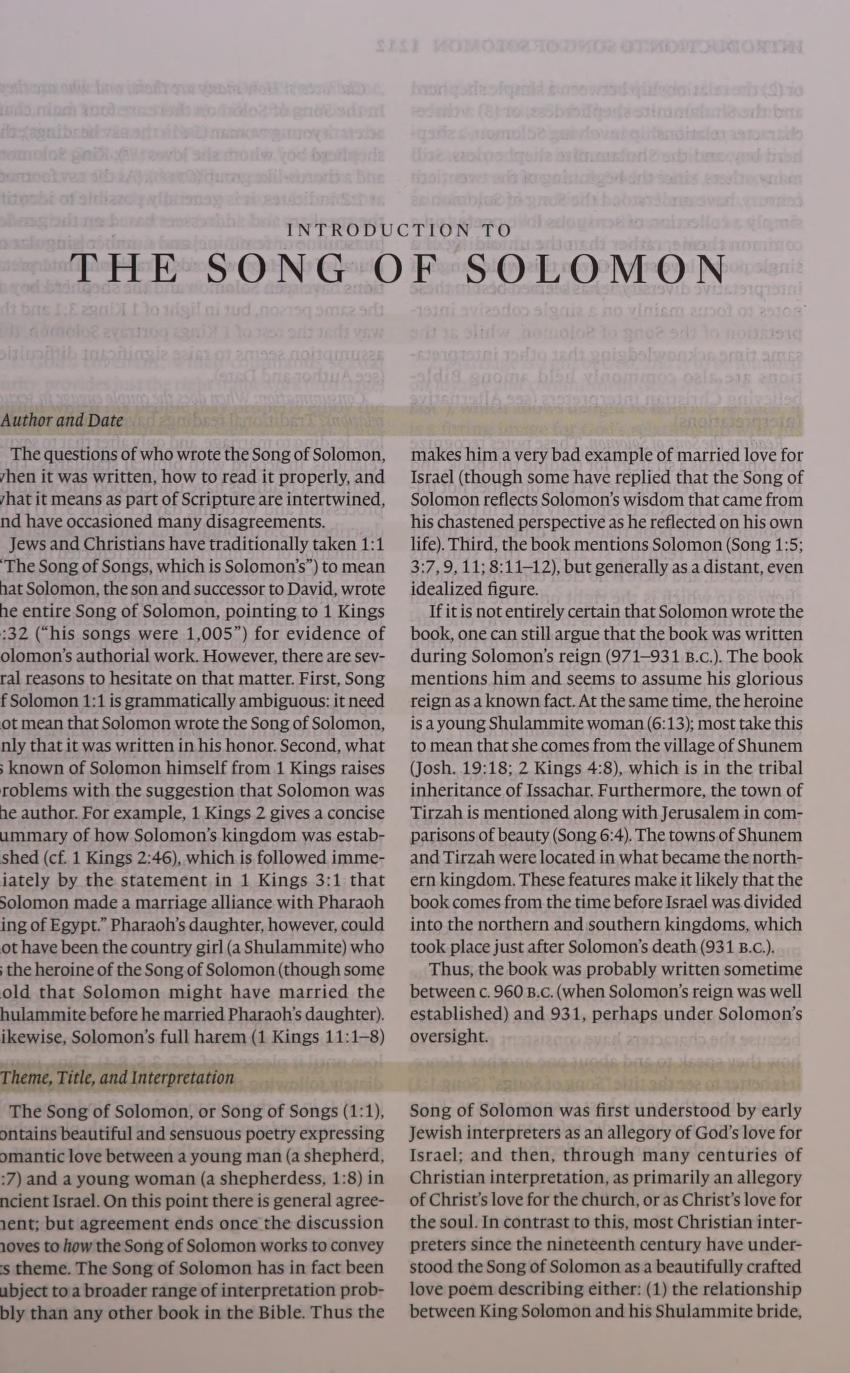 INTRODUCTION TO
THE SONG OF SOLOMON
Author and Date
The questions of who wrote the Song of Solomon,
hen it was written, how to read it properly, and
hat it means as part of Scripture are intertwined,
nd have occasioned many disagreements.
Jews and Christians have traditionally taken 1:1
“The Song of Songs, which is Solomon’s”) to mean
hat Solomon, the son and successor to David, wrote
he entire Song of Solomon, pointing to 1 Kings
:32 (“his songs were 1,005”) for evidence of
olomon’s authorial work. However, there are sev-
ral reasons to hesitate on that matter. First, Song
f Solomon 1:1 is grammatically ambiguous: it need
ot mean that Solomon wrote the Song of Solomon,
nly that it was written in his honor. Second, what
s known of Solomon himself from 1 Kings raises
roblems with the suggestion that Solomon was
he author. For example, 1 Kings 2 gives a concise
ummary of how Solomon’s kingdom was estab-
shed (cf. 1 Kings 2:46), which is followed imme-
iately by the statement in 1 Kings 3:1 that
Solomon made a marriage alliance with Pharaoh
ing of Egypt.” Pharaoh’s daughter, however, could
ot have been the country girl (a Shulammite) who
s the heroine of the Song of Solomon (though some
old that Solomon might have married the
hulammite before he married Pharaoh’s daughter).
ikewise, Solomon’s full harem (1 Kings 11:1–8)
makes him a very bad example of married love for
Israel (though some have replied that the Song of
Solomon reflects Solomon’s wisdom that came from
his chastened perspective as he reflected on his own
life). Third, the book mentions Solomon (Song 1:5;
3:7, 9, 11; 8:11–12), but generally as a distant, even
idealized figure.
If it is not entirely certain that Solomon wrote the
book, one can still argue that the book was written
during Solomon’s reign (971–931 B.C.). The book
mentions him and seems to assume his glorious
reign as a known fact. At the same time, the heroine
is a young Shulammite woman (6:13); most take this
to mean that she comes from the village of Shunem
(Josh. 19:18; 2 Kings 4:8), which is in the tribal
inheritance of Issachar. Furthermore, the town of
Tirzah is mentioned along with Jerusalem in com-
parisons of beauty (Song 6:4). The towns of Shunem
and Tirzah were located in what became the north-
ern kingdom. These features make it likely that the
book comes from the time before Israel was divided
into the northern and southern kingdoms, which
took place just after Solomon’s death (931 B.C.).
Thus, the book was probably written sometime
between c. 960 B.C. (when Solomon’s reign was well
established) and 931, perhaps under Solomon’s
oversight.
Theme, Title, and Interpretation
The Song of Solomon, or Song of Songs (1:1),
ontains beautiful and sensuous poetry expressing
omantic love between a young man (a shepherd,
:7) and a young woman (a shepherdess, 1:8) in
ncient Israel. On this point there is general agree-
ent; but agreement ends once the discussion
oves to how the Song of Solomon works to convey
s theme. The Song of Solomon has in fact been
ubject to a broader range of interpretation prob-
bly than any other book in the Bible. Thus the
Song of Solomon was first understood by early
Jewish interpreters as an allegory of God’s love for
Israel; and then, through many centuries of
Christian interpretation, as primarily an allegory
of Christ’s love for the church, or as Christ’s love for
the soul. In contrast to this, most Christian inter-
preters since the nineteenth century have under-
stood the Song of Solomon as a beautifully crafted
love poem describing either: (1) the relationship
between King Solomon and his Shulammite bride,